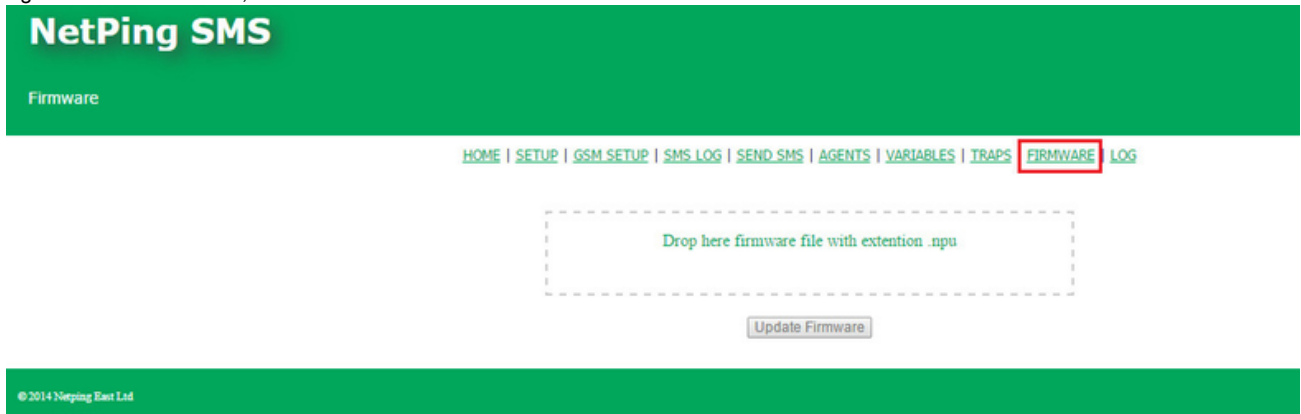 NetPing SMS
Firmware
HOME | SETUP | GSM SETUP | SMS LOG | SEND SMS | AGENTS | VARIABLES | TRAPS | FIRMWARE | LOG
Drop here firmware file with extention .npu
Update Firmware
© 2014 Netping East Ltd